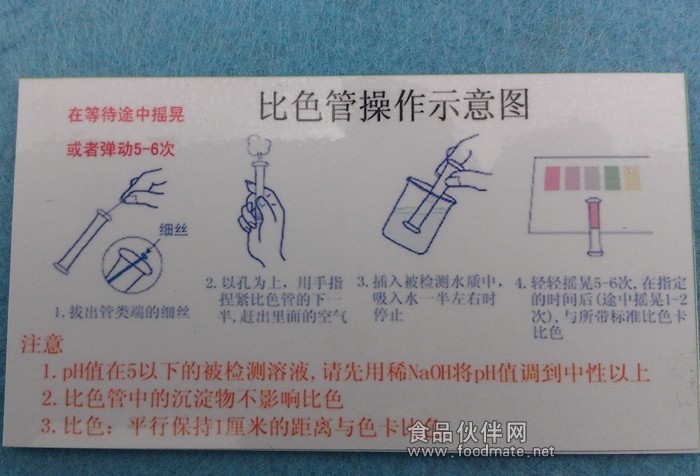 比色管操作示意图
在等待途中摇晃
或者弹动5-6次
细丝
1.拔出管类端的细丝
2.以孔为上，用手指
捏紧比色管的下一
半,赶出里面的空气
3.插入被检测水质中，
吸入水一半左右时
停止
4.轻轻摇晃5-6次,在指定
的时间后(途中摇晃1-2
次),与所带标准比色卡
比色
注意
1.pH值在5以下的被检测溶液,请先用稀NaOH将pH值调到中性以上
2.比色管中的沉淀物不影响比色
3.比色：平行保持1厘米的距离与色卡比色
食品伙伴网
www.foodmate.net